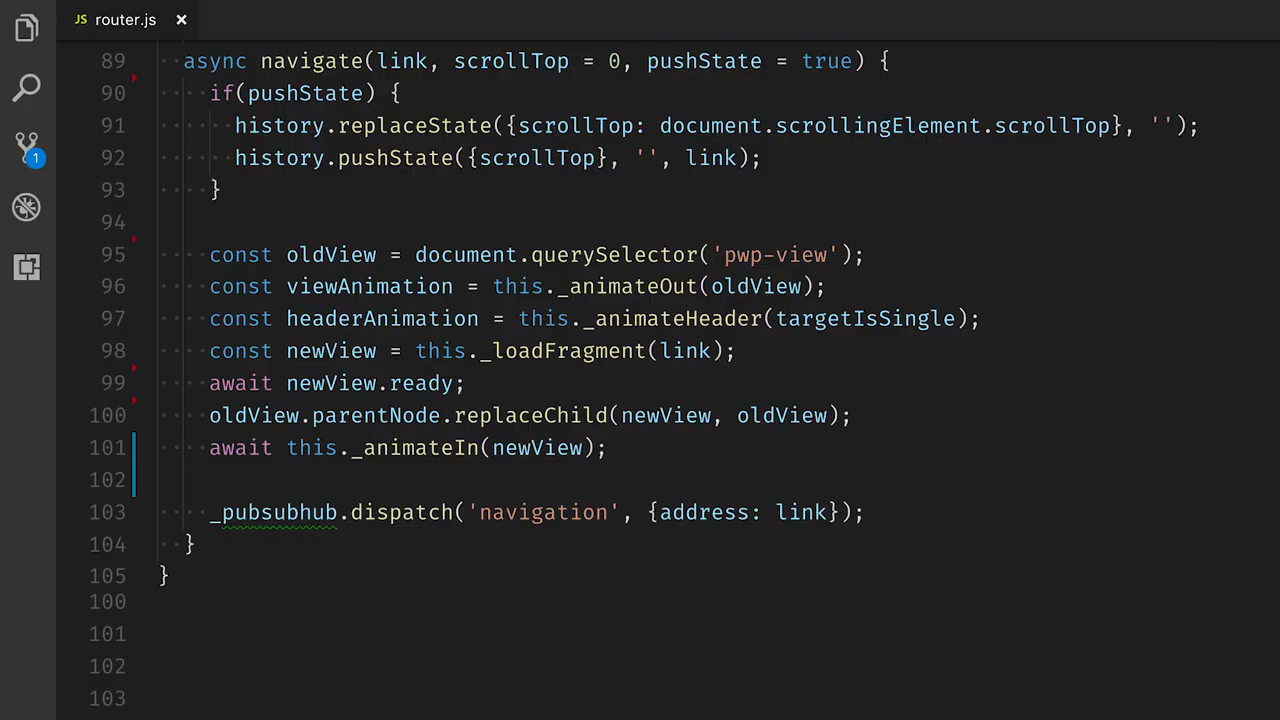 JS router.js ×
89 async navigate(link, scrollTop = 0, pushState = true) {
90 if(pushState) {
91 history.replaceState({scrollTop: document.scrollingElement.scrollTop}, '');
92 history.pushState({scrollTop}, '', link);
93 }
94
95 const oldView = document.querySelector('pwp-view');
96 const viewAnimation = this._animateOut(oldView);
97 const headerAnimation = this._animateHeader(targetIsSingle);
98 const newView = this._loadFragment(link);
99 await newView.ready;
100 oldView.parentNode.replaceChild(newView, oldView);
101 await this._animateIn(newView);
102
103 _pubsubhub.dispatch('navigation', {address: link});
104 }
105 }
100
101
102
103
1